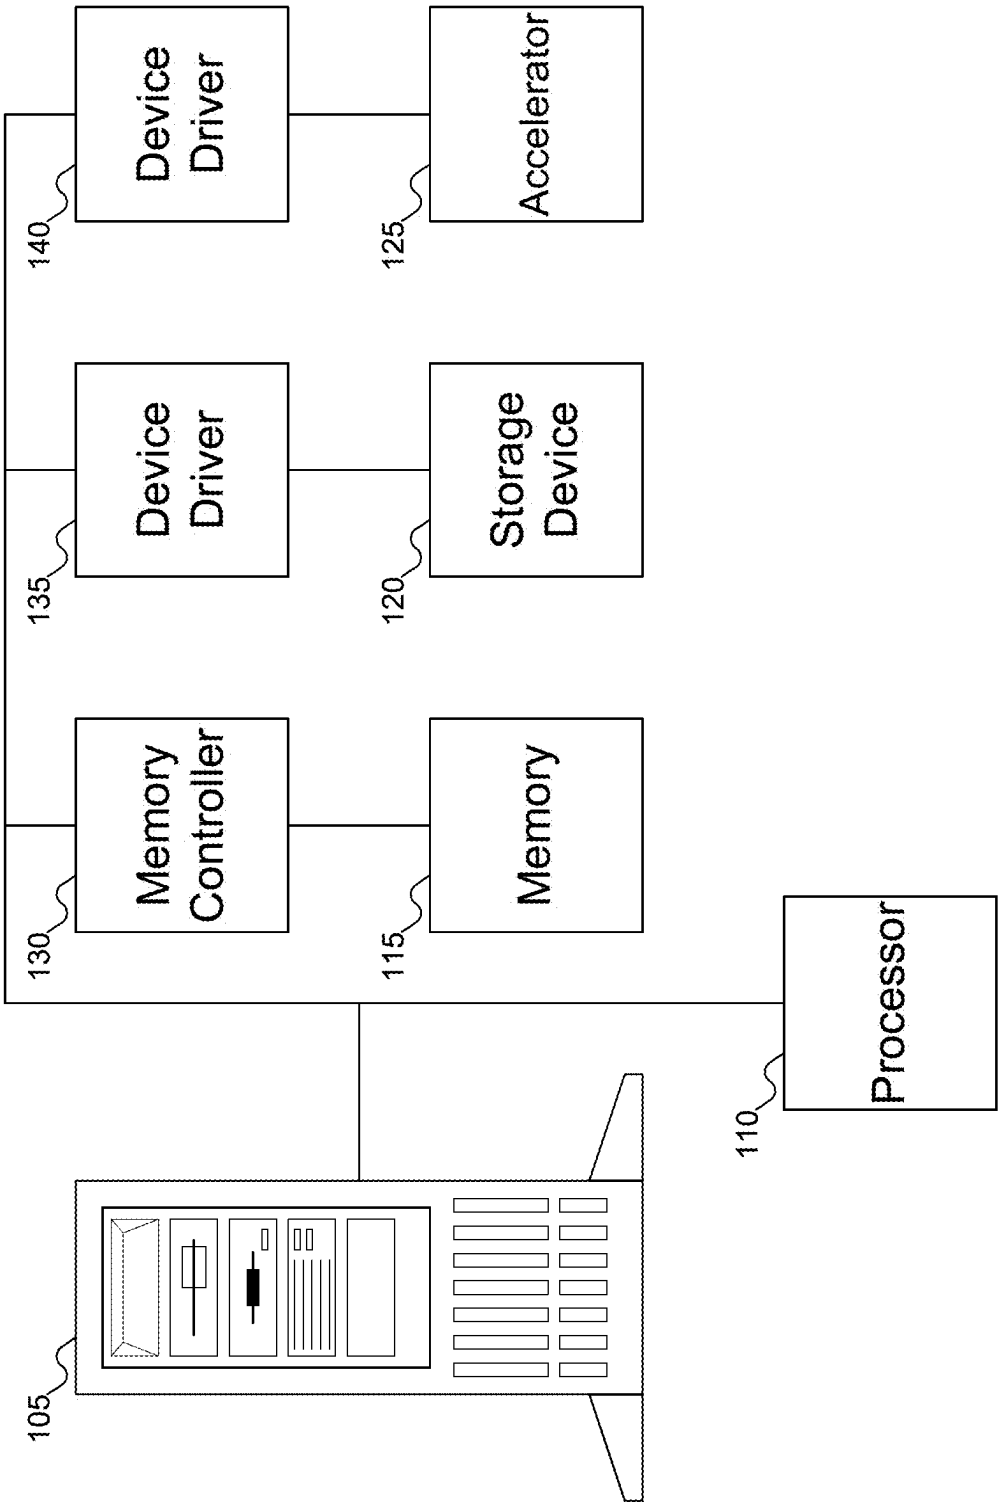 105
130
Memory
Controller
135
Device
Driver
140
Device
Driver
115
Memory
120
Storage
Device
125
Accelerator
110
Processor